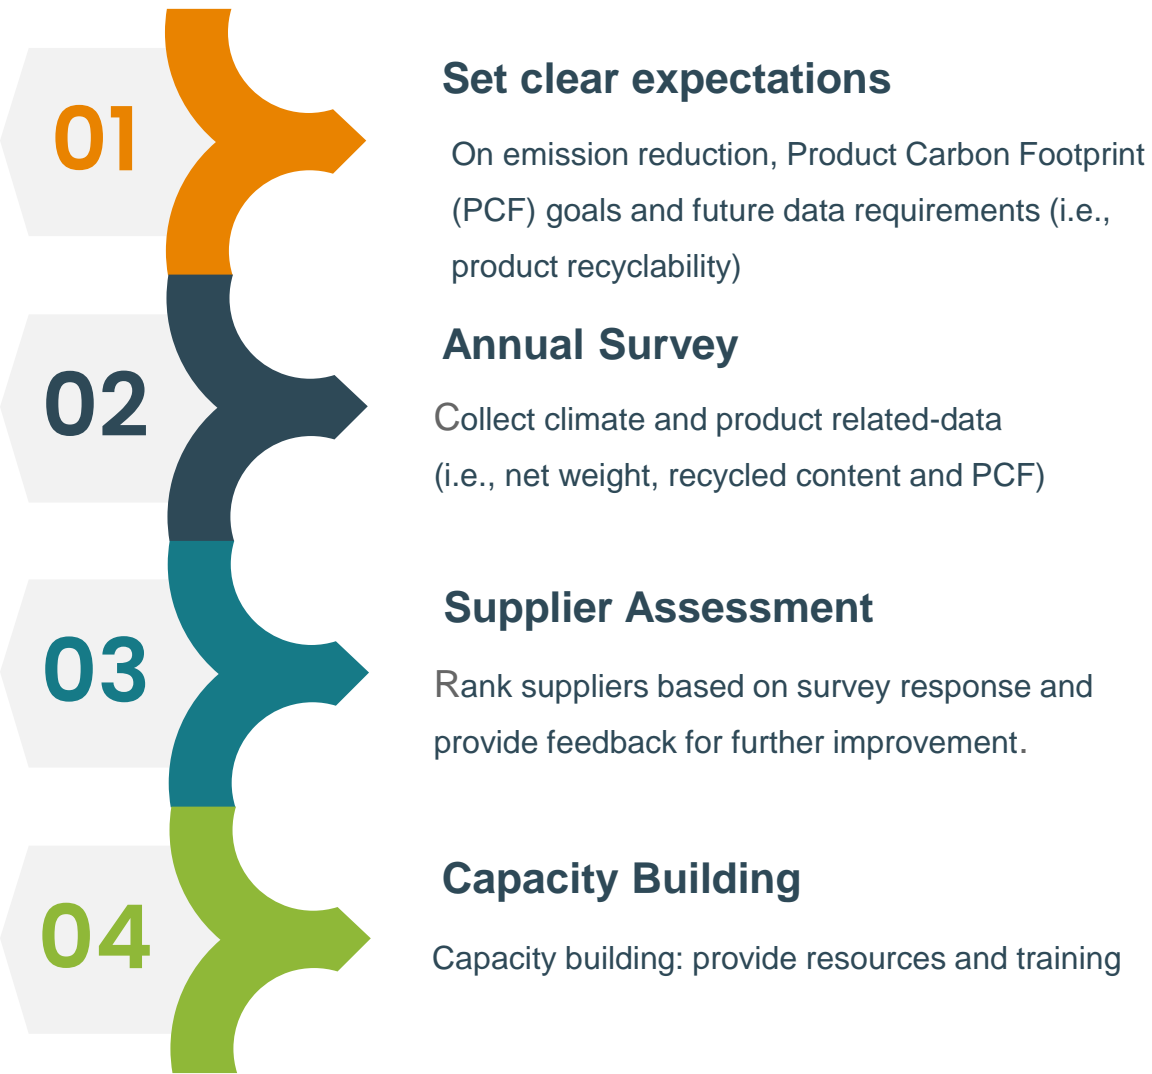 01
Set clear expectations
On emission reduction, Product Carbon Footprint
(PCF) goals and future data requirements (i.e.,
product recyclability)
02
Annual Survey
Collect climate and product related-data
(i.e., net weight, recycled content and PCF)
03
Supplier Assessment
Rank suppliers based on survey response and
provide feedback for further improvement.
04
Capacity Building
Capacity building: provide resources and training